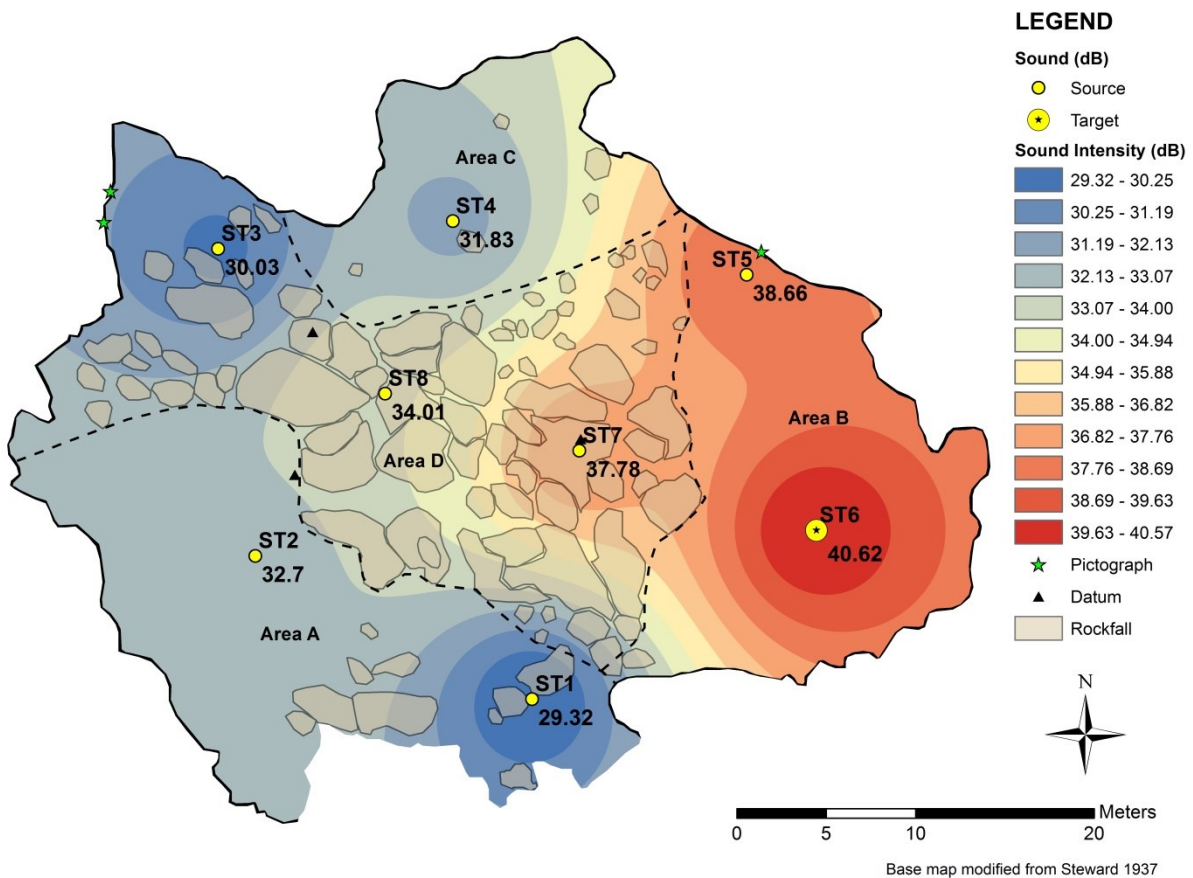 LEGEND
Sound (dB)
Source
Target
Sound Intensity (dB)
29.32 - 30.25
30.25 - 31.19
31.19 - 32.13
32.13 - 33.07
33.07 - 34.00
34.00 - 34.94
34.94 - 35.88
35.88 - 36.82
36.82 - 37.76
37.76 - 38.69
38.69 - 39.63
39.63 - 40.57
Pictograph
Datum
Rockfall
Area C
ST4
31.83
ST3
30.03
ST5
38.66
ST8
34.01
Area B
ST7
37.78
Area D
ST6
40.62
ST2
32.7
Area A
ST1
29.32
N
Meters
0 5 10 20
Base map modified from Steward 1937